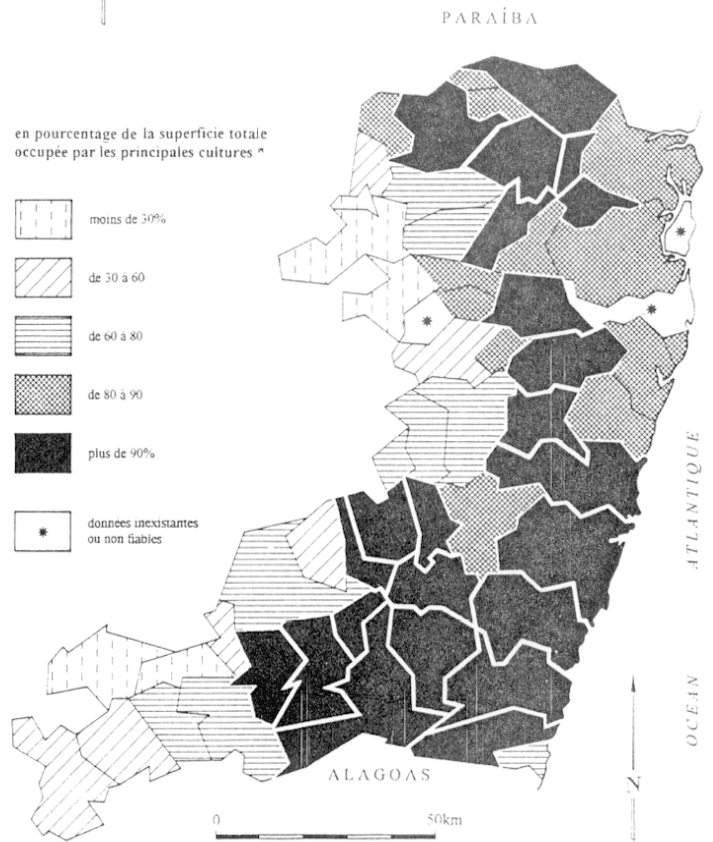 PARAÍBA
en pourcentage de la superficie totale
occupée par les principales cultures *
moins de 30%
de 30 à 60
de 60 à 80
de 80 à 90
plus de 90%
données inexistantes
ou non fiables
ATLANTIQUE
OCEAN
ALAGOAS
N
0 50km